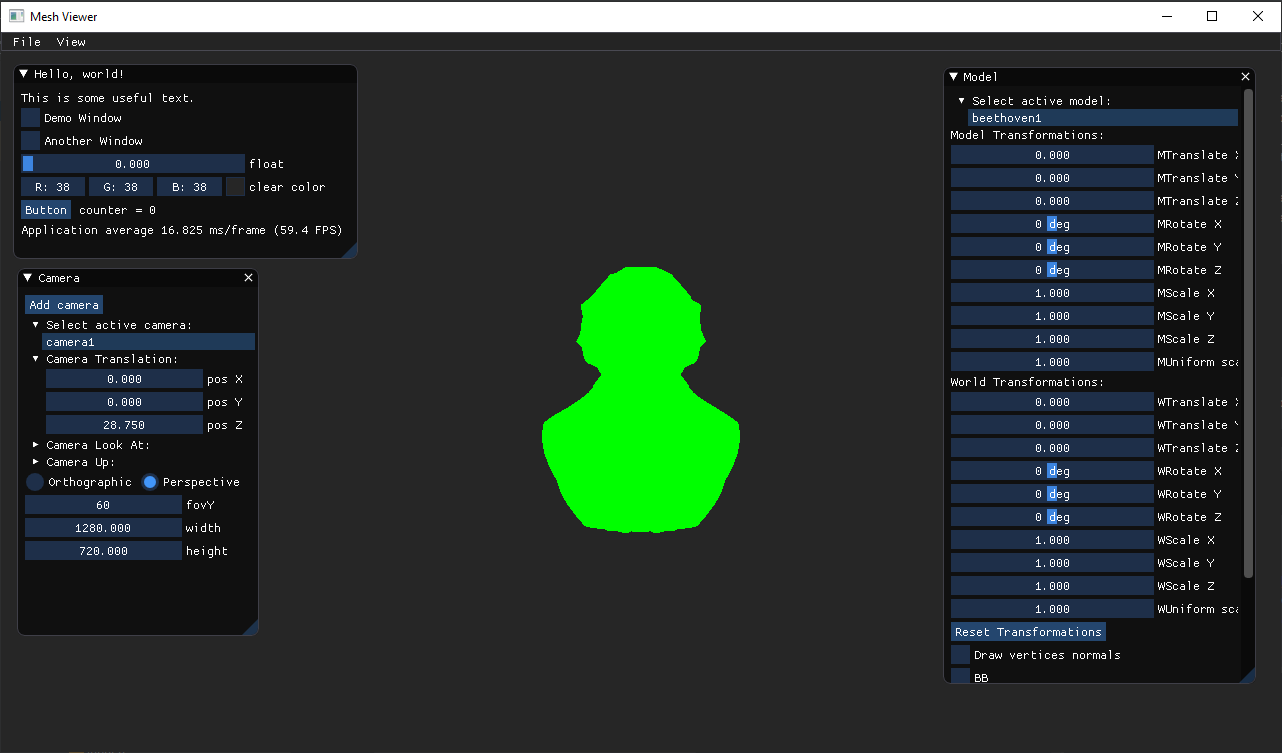 Mesh Viewer
File View
Hello, world!
This is some useful text.
Demo Window
Another Window
0.000 float
R: 38 G: 38 B: 38 clear color
Button counter = 0
Application average 16.825 ms/frame (59.4 FPS)
Camera
Add camera
Select active camera:
camera1
Camera Translation:
0.000 pos X
0.000 pos Y
28.750 pos Z
Camera Look At:
Camera Up:
Orthographic Perspective
60 fovY
1280.000 width
720.000 height
Model
Select active model:
beethoven1
Model Transformations:
0.000 MTranslate X
0.000 MTranslate Y
0.000 MTranslate Z
0 deg MRotate X
0 deg MRotate Y
0 deg MRotate Z
1.000 MScale X
1.000 MScale Y
1.000 MScale Z
1.000 MUniform sca
World Transformations:
0.000 WTranslate X
0.000 WTranslate Y
0.000 WTranslate Z
0 deg WRotate X
0 deg WRotate Y
0 deg WRotate Z
1.000 WScale X
1.000 WScale Y
1.000 WScale Z
1.000 WUniform sca
Reset Transformations
Draw vertices normals
BB